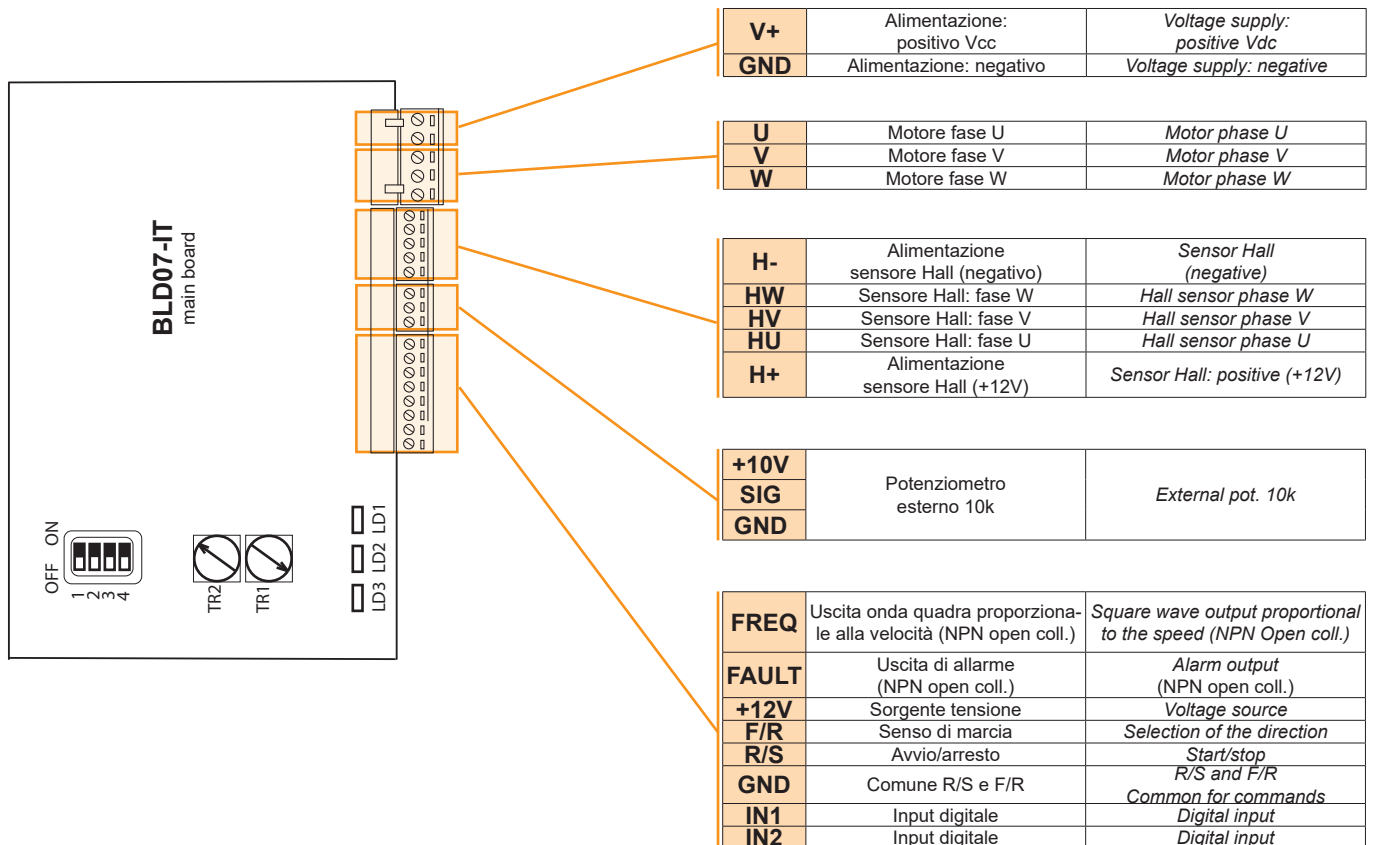 V+
Alimentazione:
positivo Vcc
Voltage supply:
positive Vdc
GND
Alimentazione: negativo
Voltage supply: negative
U
Motore fase U
Motor phase U
V
Motore fase V
Motor phase V
W
Motore fase W
Motor phase W
H-
Alimentazione
sensore Hall (negativo)
Sensor Hall
(negative)
HW
Sensore Hall: fase W
Hall sensor phase W
HV
Sensore Hall: fase V
Hall sensor phase V
HU
Sensore Hall: fase U
Hall sensor phase U
H+
Alimentazione
sensore Hall (+12V)
Sensor Hall: positive (+12V)
+10V
SIG
GND
Potenziometro
esterno 10k
External pot. 10k
FREQ
Uscita onda quadra proporziona-
le alla velocità (NPN open coll.)
Square wave output proportional
to the speed (NPN Open coll.)
FAULT
Uscita di allarme
(NPN open coll.)
Alarm output
(NPN open coll.)
+12V
Sorgente tensione
Voltage source
F/R
Senso di marcia
Selection of the direction
R/S
Avvio/arresto
Start/stop
GND
Comune R/S e F/R
R/S and F/R
Common for commands
IN1
Input digitale
Digital input
IN2
Input digitale
Digital input
BLD07-IT
main board
OFF ON
1
2
3
4
TR2
TR1
LD1
LD2
LD3